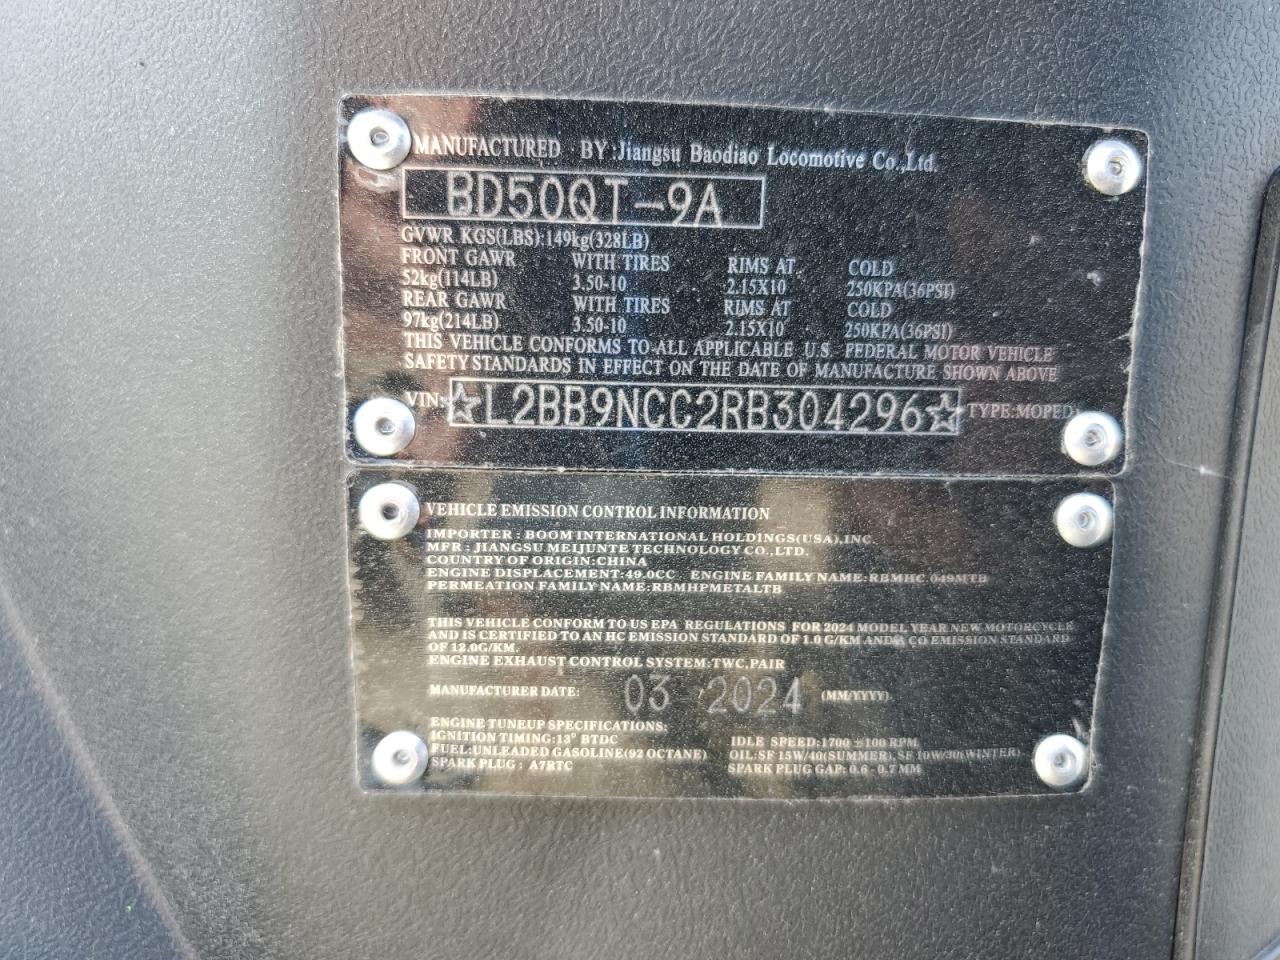 MANUFACTURED BY:Jiangsu Baodiao Locomotive Co.,Ltd.
BD50QT-9A
GVWR KGS(LBS):149kg(328LB)
FRONT GAWR WITH TIRES RIMS AT COLD
52kg(114LB) 3.50-10 2.15X10 250KPA(36PSI)
REAR GAWR WITH TIRES RIMS AT COLD
97kg(214LB) 3.50-10 2.15X10 250KPA(36PSI)
THIS VEHICLE CONFORMS TO ALL APPLICABLE U.S. FEDERAL MOTOR VEHICLE
SAFETY STANDARDS IN EFFECT ON THE DATE OF MANUFACTURE SHOWN ABOVE
VIN:☆L2BB9NCC2RB304296☆ TYPE:MOPED
VEHICLE EMISSION CONTROL INFORMATION
IMPORTER : BOOM INTERNATIONAL HOLDINGS(USA),INC.
MFR : JIANGSU MEIJUNTE TECHNOLOGY CO.,LTD.
COUNTRY OF ORIGIN:CHINA
ENGINE DISPLACEMENT:49.0CC ENGINE FAMILY NAME:RBMHC.049MTB
PERMEATION FAMILY NAME:RBMHPMETALTB
THIS VEHICLE CONFORM TO US EPA REGULATIONS FOR 2024 MODEL YEAR NEW MOTORCYCLE
AND IS CERTIFIED TO AN HC EMISSION STANDARD OF 1.0 G/KM AND A CO EMISSION STANDARD
OF 12.0G/KM.
ENGINE EXHAUST CONTROL SYSTEM:TWC,PAIR
MANUFACTURER DATE: 03 / 2024 (MM/YYYY)
ENGINE TUNEUP SPECIFICATIONS:
IGNITION TIMING:13° BTDC IDLE SPEED:1700 ±100 RPM
FUEL:UNLEADED GASOLINE(92 OCTANE) OIL:SF 15W/40(SUMMER),SF 10W/30(WINTER)
SPARK PLUG : A7RTC SPARK PLUG GAP: 0.6 - 0.7 MM